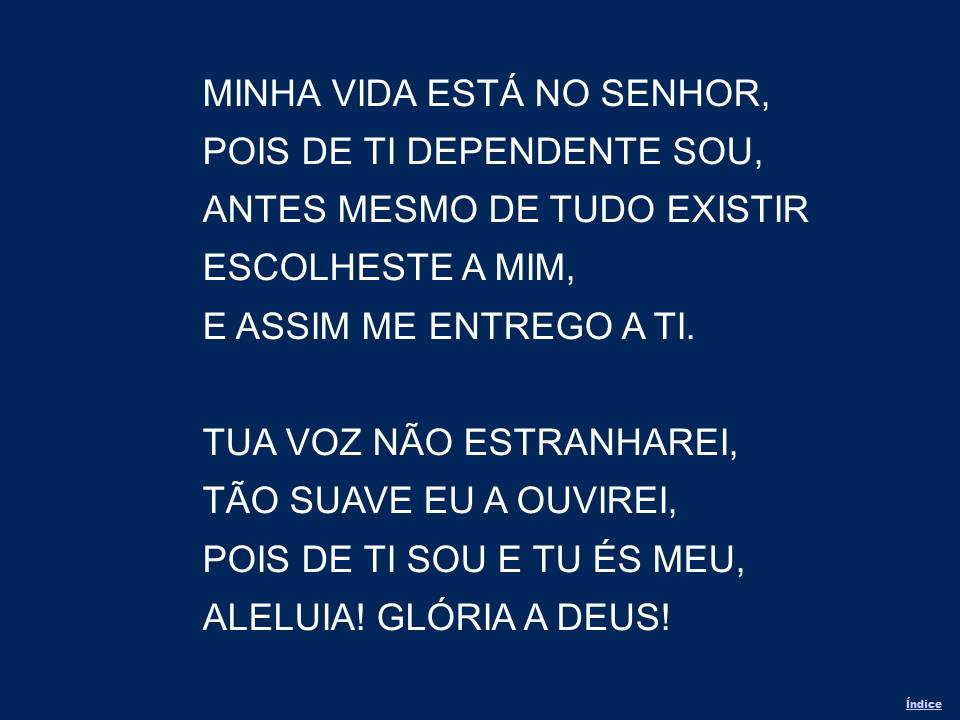 MINHA VIDA ESTÁ NO SENHOR,
POIS DE TI DEPENDENTE SOU,
ANTES MESMO DE TUDO EXISTIR
ESCOLHESTE A MIM,
E ASSIM ME ENTREGO A TI.
TUA VOZ NÃO ESTRANHAREI,
TÃO SUAVE EU A OUVIREI,
POIS DE TI SOU E TU ÉS MEU,
ALELUIA! GLÓRIA A DEUS!
Índice